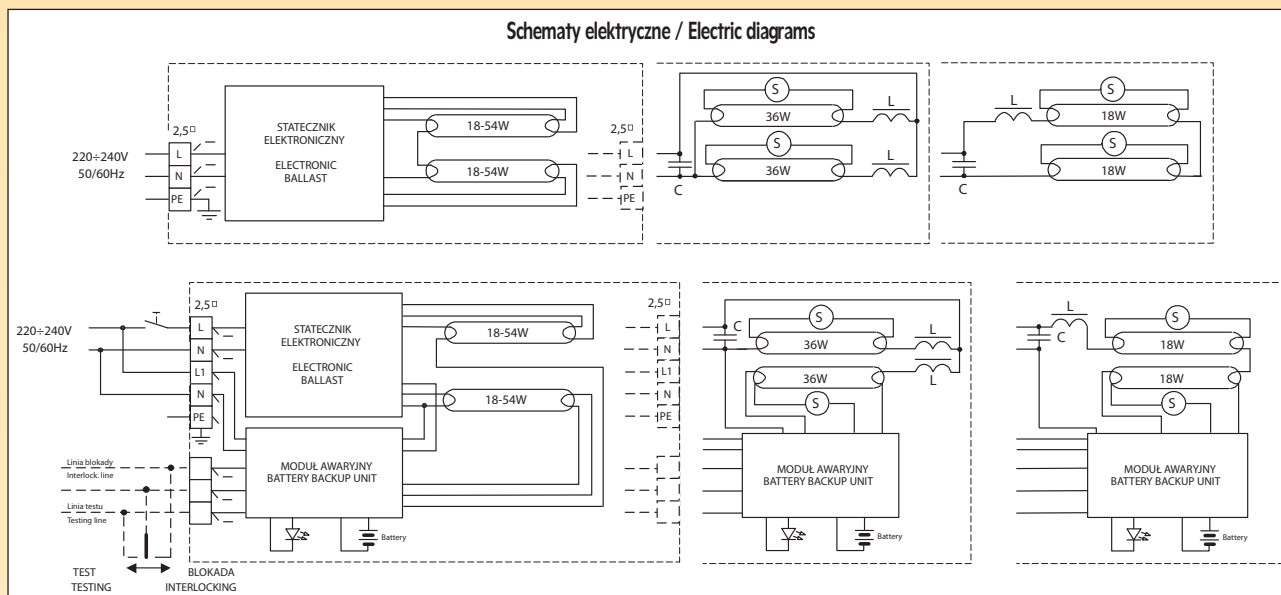 Schematy elektryczne / Electric diagrams
220÷240V
50/60Hz
2,5□
L
N
PE
STATECZNIK
ELEKTRONICZNY
ELECTRONIC
BALLAST
18-54W
18-54W
2,5□
L
N
PE
C
S
36W
L
S
36W
L
C
L
S
18W
S
18W
220÷240V
50/60Hz
2,5□
L
N
L1
N
PE
STATECZNIK
ELEKTRONICZNY
ELECTRONIC
BALLAST
18-54W
18-54W
MODUŁ AWARYJNY
BATTERY BACKUP UNIT
Battery
Linia blokady
Interlock. line
Linia testu
Testing line
TEST
TESTING
BLOKADA
INTERLOCKING
2,5□
L
N
L1
N
PE
C
S
36W
L
36W
L
S
MODUŁ AWARYJNY
BATTERY BACKUP UNIT
Battery
L
C
S
18W
18W
S
MODUŁ AWARYJNY
BATTERY BACKUP UNIT
Battery